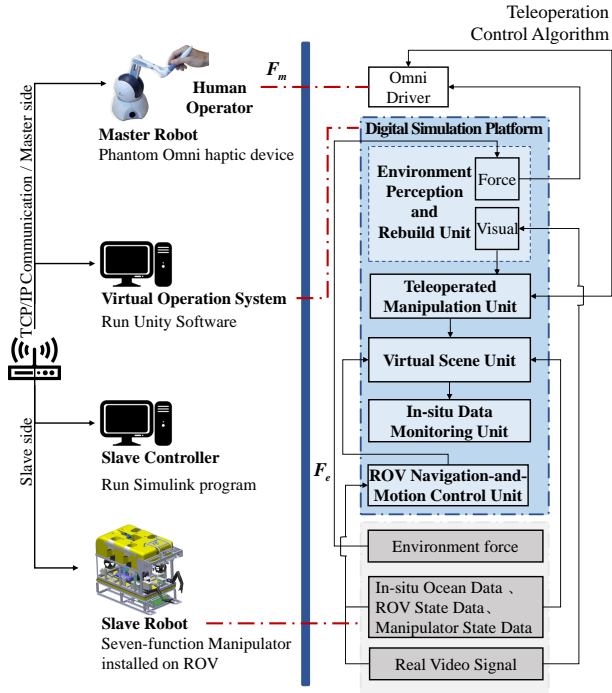 Teleoperation
Control Algorithm
TCP/IP Communication / Master side
Slave side
Human
Operator
Master Robot
Phantom Omni haptic device
Virtual Operation System
Run Unity Software
Slave Controller
Run Simulink program
Slave Robot
Seven-function Manipulator
installed on ROV
F_m
F_e
Omni
Driver
Digital Simulation Platform
Environment
Perception
and
Rebuild Unit
Force
Visual
Teleoperated
Manipulation Unit
Virtual Scene Unit
In-situ Data
Monitoring Unit
ROV Navigation-and-
Motion Control Unit
Environment force
In-situ Ocean Data 、
ROV State Data、
Manipulator State Data
Real Video Signal